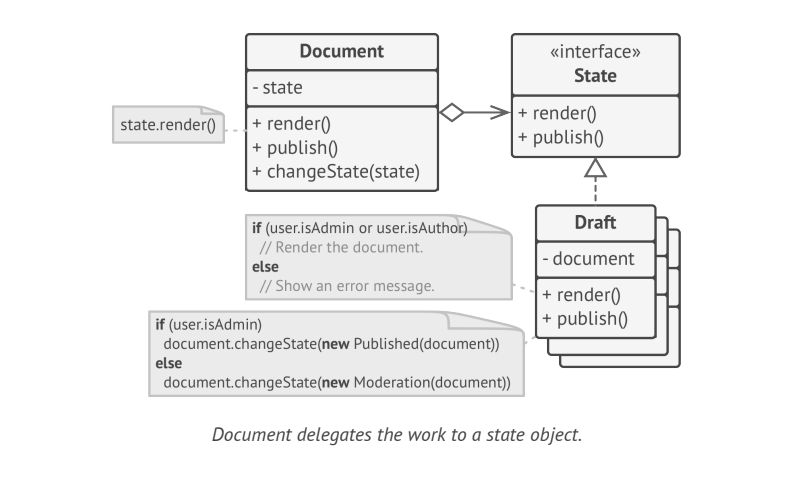 Document
- state
+ render()
+ publish()
+ changeState(state)
«interface»
State
+ render()
+ publish()
state.render()
Draft
- document
+ render()
+ publish()
if (user.isAdmin or user.isAuthor)
// Render the document.
else
// Show an error message.
if (user.isAdmin)
document.changeState(new Published(document))
else
document.changeState(new Moderation(document))
Document delegates the work to a state object.